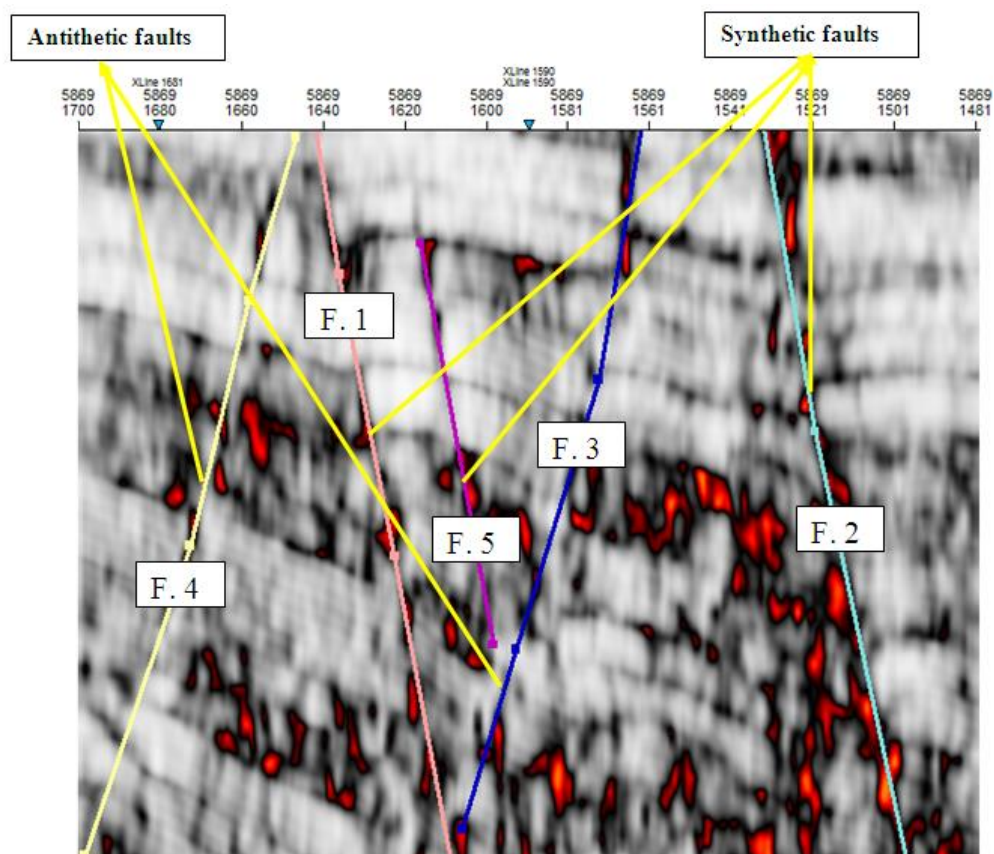 Antithetic faults
Synthetic faults
XLine 1681
XLine 1590
XLine 1590
5869 5869 5869 5869 5869 5869 5869 5869 5869 5869 5869 5869
1700 1680 1660 1640 1620 1600 1581 1561 1541 1521 1501 1481
F. 1
F. 3
F. 2
F. 5
F. 4